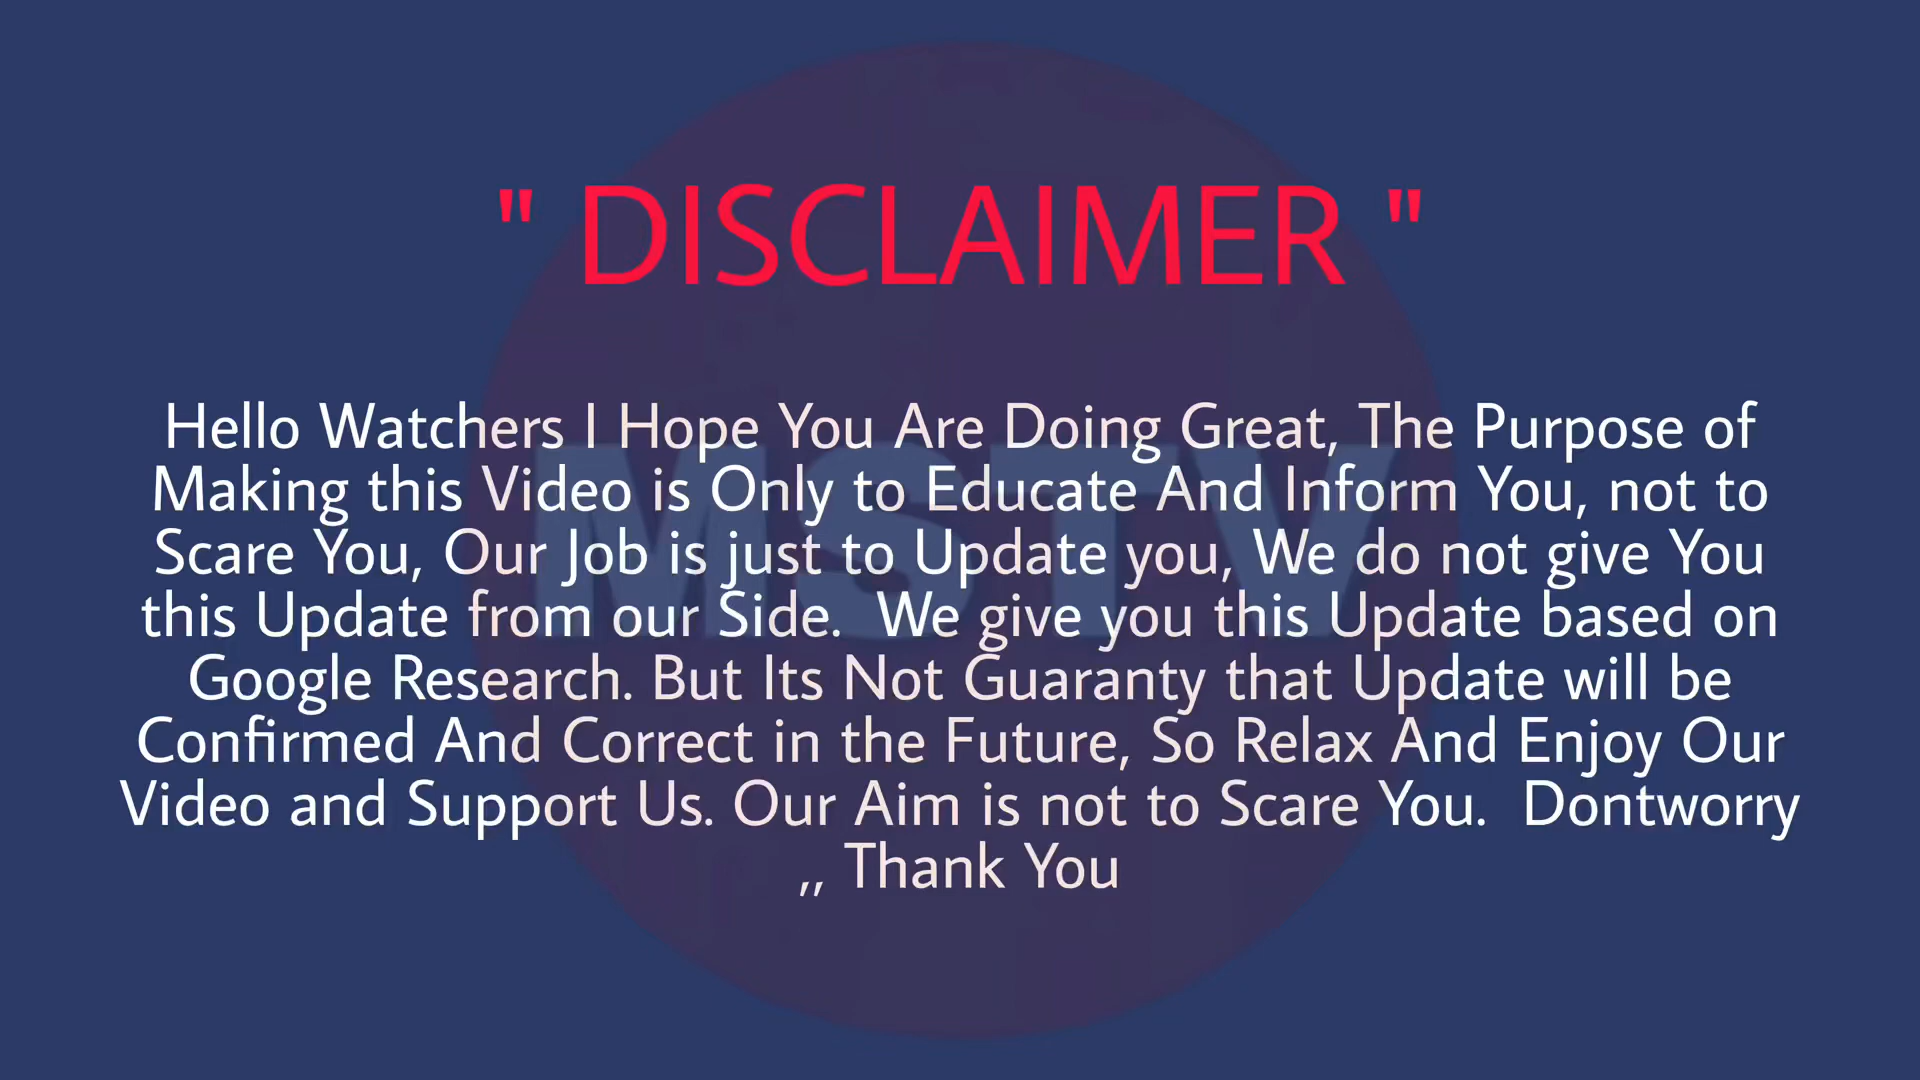 " DISCLAIMER "
Hello Watchers I Hope You Are Doing Great, The Purpose of
Making this Video is Only to Educate And Inform You, not to
Scare You, Our Job is just to Update you, We do not give You
this Update from our Side.  We give you this Update based on
Google Research. But Its Not Guaranty that Update will be
Confirmed And Correct in the Future, So Relax And Enjoy Our
Video and Support Us. Our Aim is not to Scare You.  Dontworry
,, Thank You
MSTV